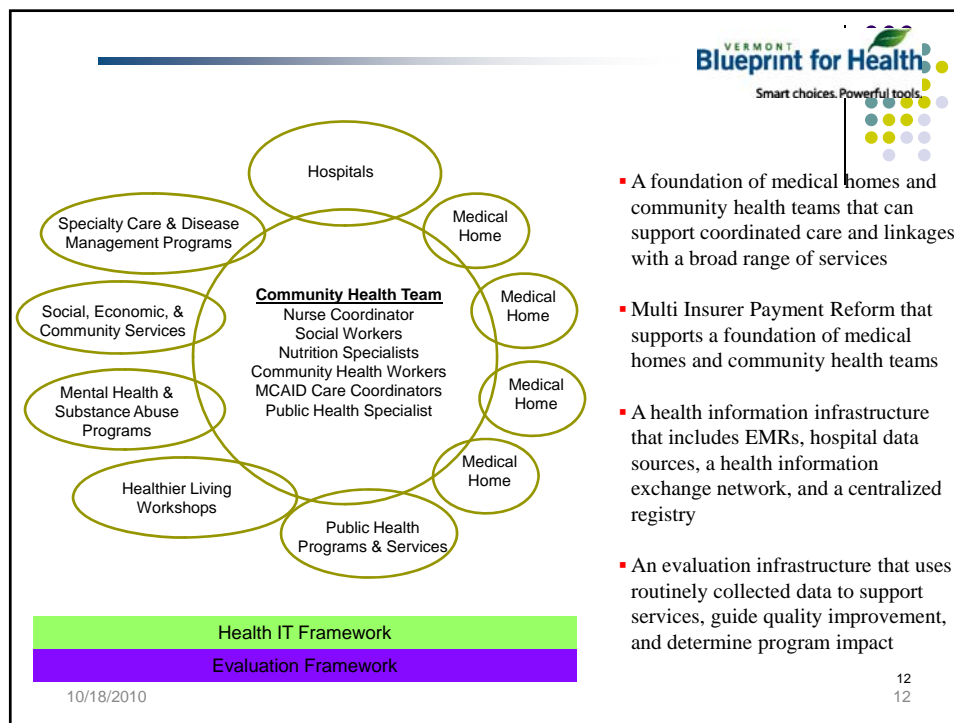 VERMONT
Blueprint for Health
Smart choices. Powerful tools.
Hospitals
Medical
Home
Specialty Care & Disease
Management Programs
Social, Economic, &
Community Services
Medical
Home
Community Health Team
Nurse Coordinator
Social Workers
Nutrition Specialists
Community Health Workers
MCAID Care Coordinators
Public Health Specialist
Mental Health &
Substance Abuse
Programs
Medical
Home
Medical
Home
Healthier Living
Workshops
Public Health
Programs & Services
Health IT Framework
Evaluation Framework
▪ A foundation of medical homes and
community health teams that can
support coordinated care and linkages
with a broad range of services
▪ Multi Insurer Payment Reform that
supports a foundation of medical
homes and community health teams
▪ A health information infrastructure
that includes EMRs, hospital data
sources, a health information
exchange network, and a centralized
registry
▪ An evaluation infrastructure that uses
routinely collected data to support
services, guide quality improvement,
and determine program impact
12
10/18/2010
12